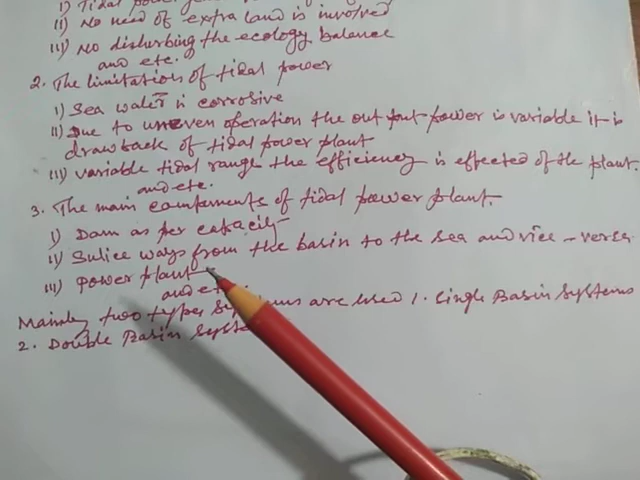 i) Tidal power
ii) No need of extra land is involved
iii) No disturbing the ecology balance
and etc.
2. The limitations of tidal power
i) Sea water is corrosive
ii) Due to uneven operation the out put power is variable it is
drawback of tidal power plant
iii) variable tidal range the efficiency is effected of the plant.
and etc.
3. The main components of tidal power plant.
i) Dam as per capacity
ii) Sulice ways from the basin to the sea and vice-versa
iii) Power plant
and etc
Mainly two types systems are used 1. Single Basin Systems
2. Double Basin Syste